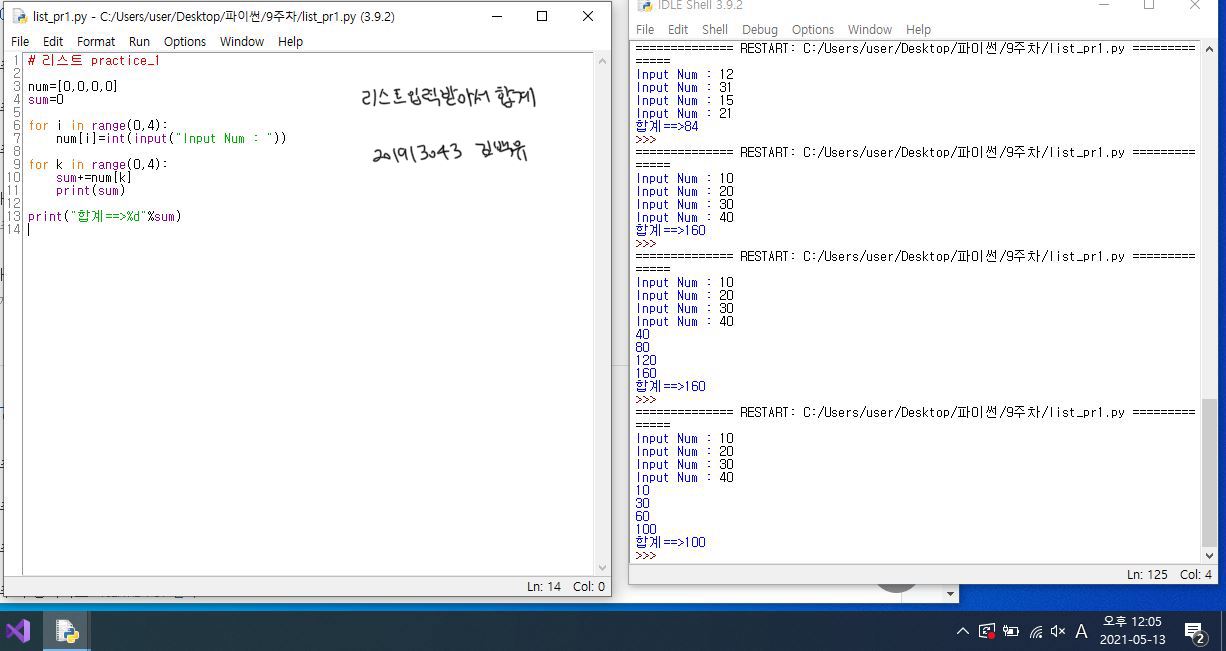 list_pr1.py - C:/Users/user/Desktop/파이썬/9주차/list_pr1.py (3.9.2)
File Edit Format Run Options Window Help
1 # 리스트 practice_1
2
3 num=[0,0,0,0]
4 sum=0
5
6 for i in range(0,4):
7     num[i]=int(input("Input Num : "))
8
9 for k in range(0,4):
10     sum+=num[k]
11     print(sum)
12
13 print("합계==>%d"%sum)
14
리스트입력받아서 합계
201913043 김백유
Ln: 14 Col: 0
IDLE Shell 3.9.2
File Edit Shell Debug Options Window Help
============== RESTART: C:/Users/user/Desktop/파이썬/9주차/list_pr1.py =========
=====
Input Num : 12
Input Num : 31
Input Num : 15
Input Num : 21
합계==>84
>>>
============== RESTART: C:/Users/user/Desktop/파이썬/9주차/list_pr1.py =========
=====
Input Num : 10
Input Num : 20
Input Num : 30
Input Num : 40
합계==>160
>>>
============== RESTART: C:/Users/user/Desktop/파이썬/9주차/list_pr1.py =========
=====
Input Num : 10
Input Num : 20
Input Num : 30
Input Num : 40
40
80
120
160
합계==>160
>>>
============== RESTART: C:/Users/user/Desktop/파이썬/9주차/list_pr1.py =========
=====
Input Num : 10
Input Num : 20
Input Num : 30
Input Num : 40
10
30
60
100
합계==>100
>>>
Ln: 125 Col: 4
A
오후 12:05
2021-05-13
2